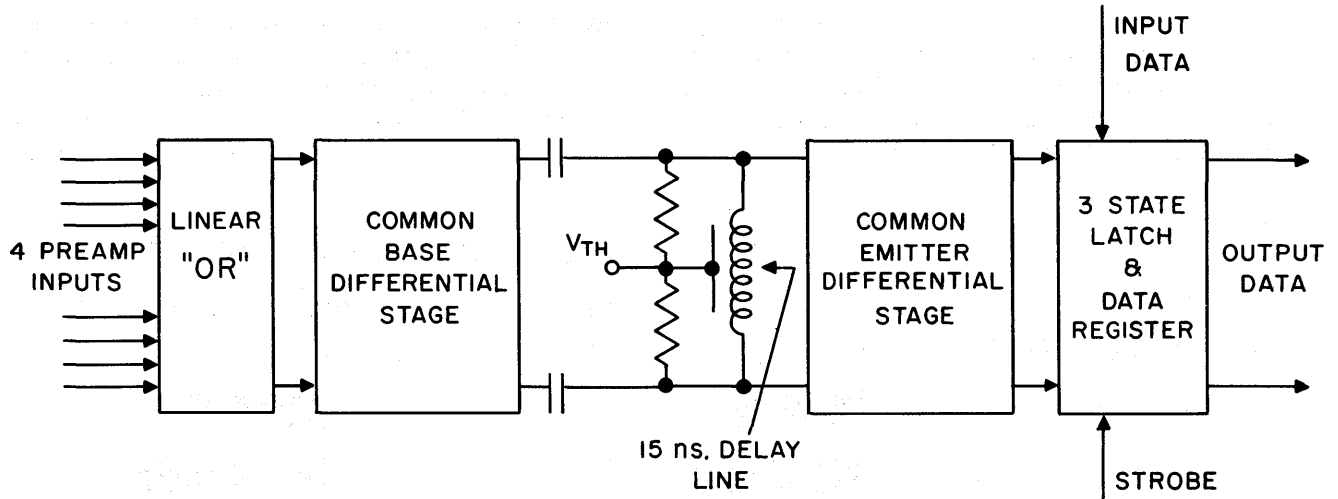 4 PREAMP
INPUTS
LINEAR
"OR"
COMMON
BASE
DIFFERENTIAL
STAGE
VTH
15 ns. DELAY
LINE
COMMON
EMITTER
DIFFERENTIAL
STAGE
INPUT
DATA
3 STATE
LATCH
&
DATA
REGISTER
OUTPUT
DATA
STROBE